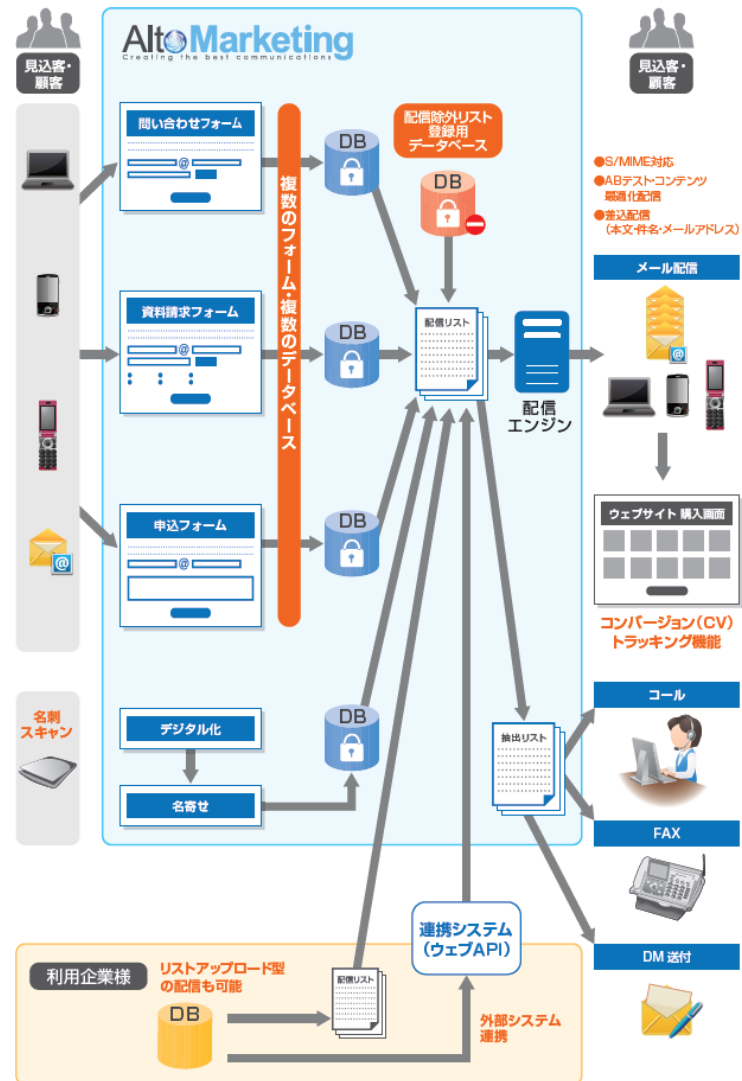 見込客・
顧客
AltoMarketing
Creating the best communications
見込客・
顧客
問い合わせフォーム
@
DB
配信除外リスト
登録用
データベース
DB
●S/MIME対応
●ABテスト・コンテンツ
最適化配信
●差込配信
(本文・件名・メールアドレス)
メール配信
@
複数のフォーム・複数のデータベース
資料請求フォーム
@
DB
配信リスト
配信
エンジン
申込フォーム
@
DB
@
ウェブサイト 購入画面
コンバージョン(CV)
トラッキング機能
名刺
スキャン
デジタル化
名寄せ
DB
抽出リスト
コール
FAX
DM 送付
連携システム
(ウェブAPI)
利用企業様
リストアップロード型
の配信も可能
DB
配信リスト
外部システム
連携